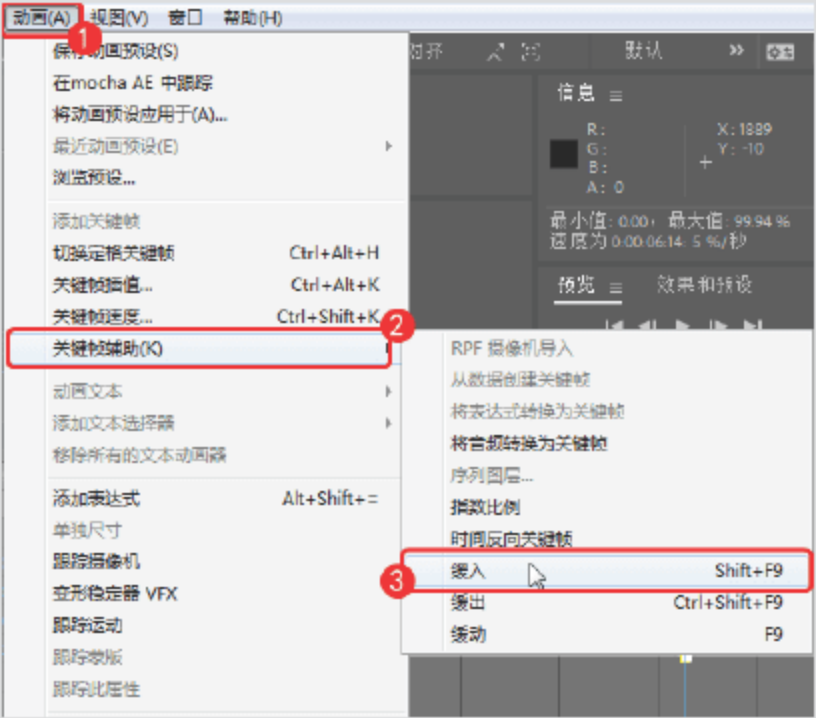 动画(A) 视图(V) 窗口 帮助(H)
1
保存动画预设(S)
在mocha AE 中跟踪
将动画预设应用于(A)...
最近动画预设(E)
浏览预设...
添加关键帧
切换定格关键帧 Ctrl+Alt+H
关键帧插值... Ctrl+Alt+K
关键帧速度... Ctrl+Shift+K
2
关键帧辅助(K)
动画文本
添加文本选择器
移除所有的文本动画器
添加表达式 Alt+Shift+=
单独尺寸
跟踪摄像机
变形稳定器 VFX
跟踪运动
跟踪蒙版
跟踪此属性
对齐 默认
信息
R:
G:
B:
A: 0
X: 1889
Y: -10
最小值: 0.00, 最大值: 99.94 %
速度为 0:00:06:14: 5 %/秒
预览 效果和预设
RPF 摄像机导入
从数据创建关键帧
将表达式转换为关键帧
将音频转换为关键帧
序列图层...
指数比例
时间反向关键帧
3
缓入 Shift+F9
缓出 Ctrl+Shift+F9
缓动 F9